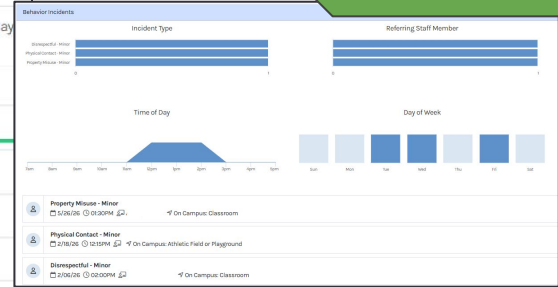 ay
Behavior Incidents
Incident Type
Referring Staff Member
Disrespectful - Minor
Physical Contact - Minor
Property Misuse - Minor
0 1
0 1
Time of Day
Day of Week
7am 8am 9am 10am 11am 12pm 1pm 2pm 3pm 4pm 5pm
Sun Mon Tue Wed Thu Fri Sat
Property Misuse - Minor
5/26/26 01:30PM , On Campus: Classroom
Physical Contact - Minor
2/18/26 12:15PM On Campus: Athletic Field or Playground
Disrespectful - Minor
2/06/26 02:00PM On Campus: Classroom